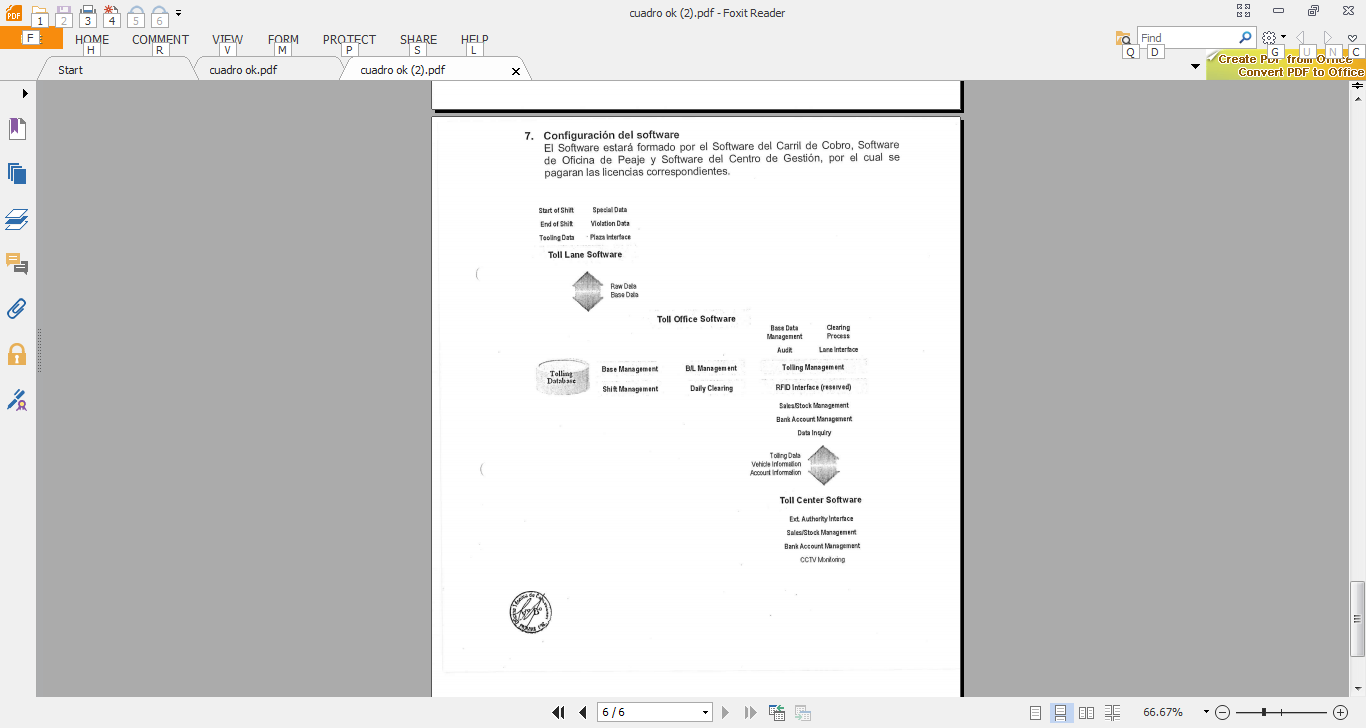 cuadro ok (2).pdf - Foxit Reader
1 2 3 4 5 6
F HOME COMMENT VIEW FORM PROTECT SHARE HELP
Find
H R V M P S L Q D G U N C
Start cuadro ok.pdf cuadro ok (2).pdf
Create PDF from Office
Convert PDF to Office
7. Configuración del software
El Software estará formado por el Software del Carril de Cobro, Software
de Oficina de Peaje y Software del Centro de Gestión, por el cual se
pagaran las licencias correspondientes.
Start of Shift Special Data
End of Shift Violation Data
Tooling Data Plaza Interface
Toll Lane Software
Raw Data
Base Data
Toll Office Software
Base Data Management Clearing Process
Audit Lane Interface
Tolling Database
Base Management B/L Management Tolling Management
Shift Management Daily Clearing RFID Interface (reserved)
Sales/Stock Management
Bank Account Management
Data Inquiry
Tolling Data
Vehicle Information
Account Information
Toll Center Software
Ext. Authority Interface
Sales/Stock Management
Bank Account Management
CCTV Monitoring
6 / 6
66.67%